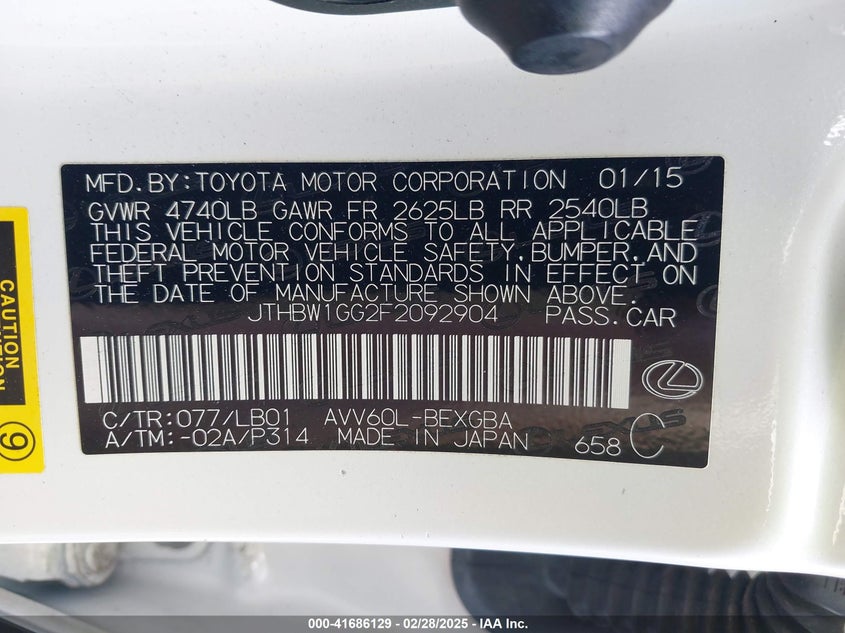 MFD.BY:TOYOTA MOTOR CORPORATION 01/15
GVWR 4740LB GAWR FR 2625LB RR 2540LB
THIS VEHICLE CONFORMS TO ALL APPLICABLE
FEDERAL MOTOR VEHICLE SAFETY,BUMPER,AND
THEFT PREVENTION STANDARDS IN EFFECT ON
THE DATE OF MANUFACTURE SHOWN ABOVE.
JTHBW1GG2F2092904 PASS.CAR
C/TR:077/LB01 AVV60L-BEXGBA
A/TM:-02A/P314 MADE IN JAPAN 658 C
CAUTION
9
000-41686129 - 02/28/2025 - IAA Inc.